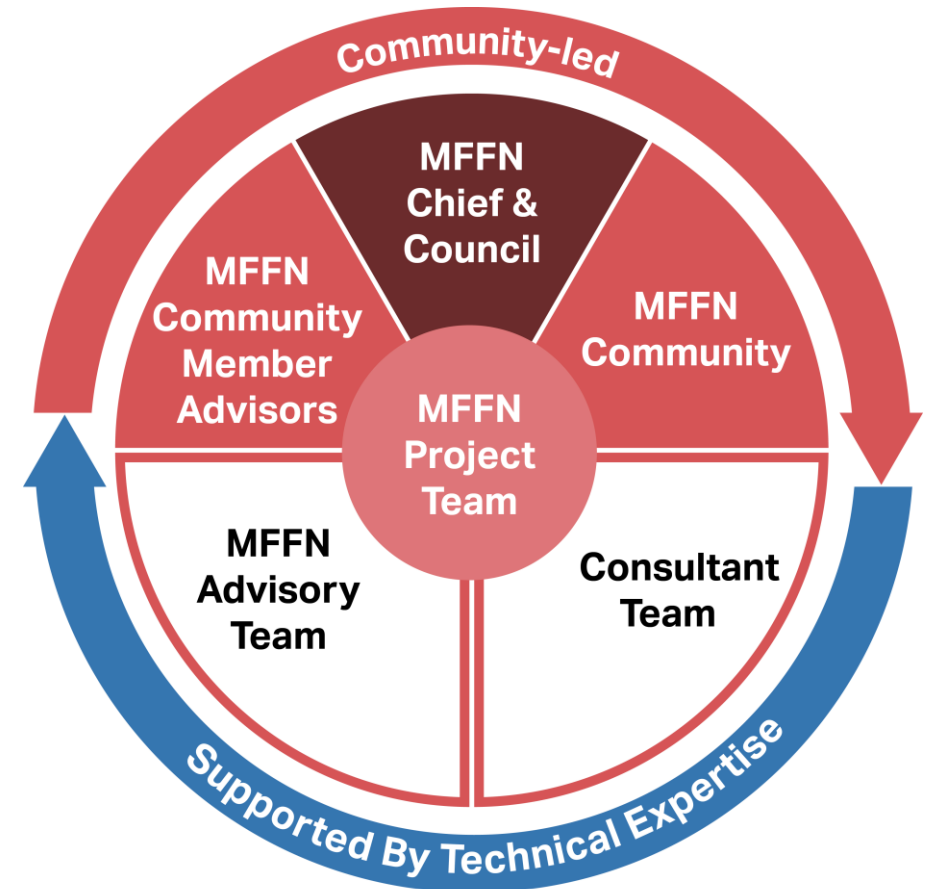 Community-led
MFFN
Chief &
Council
MFFN
Community
Member
Advisors
MFFN
Community
MFFN
Project
Team
MFFN
Advisory
Team
Consultant
Team
Supported By Technical Expertise